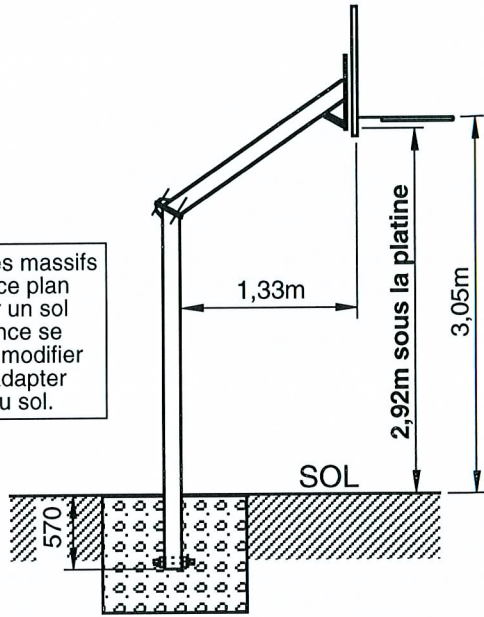 es massifs
ce plan
r un sol
nce se
modifier
adapter
u sol.
1,33m
2,92m sous la platine
3,05m
SOL
570